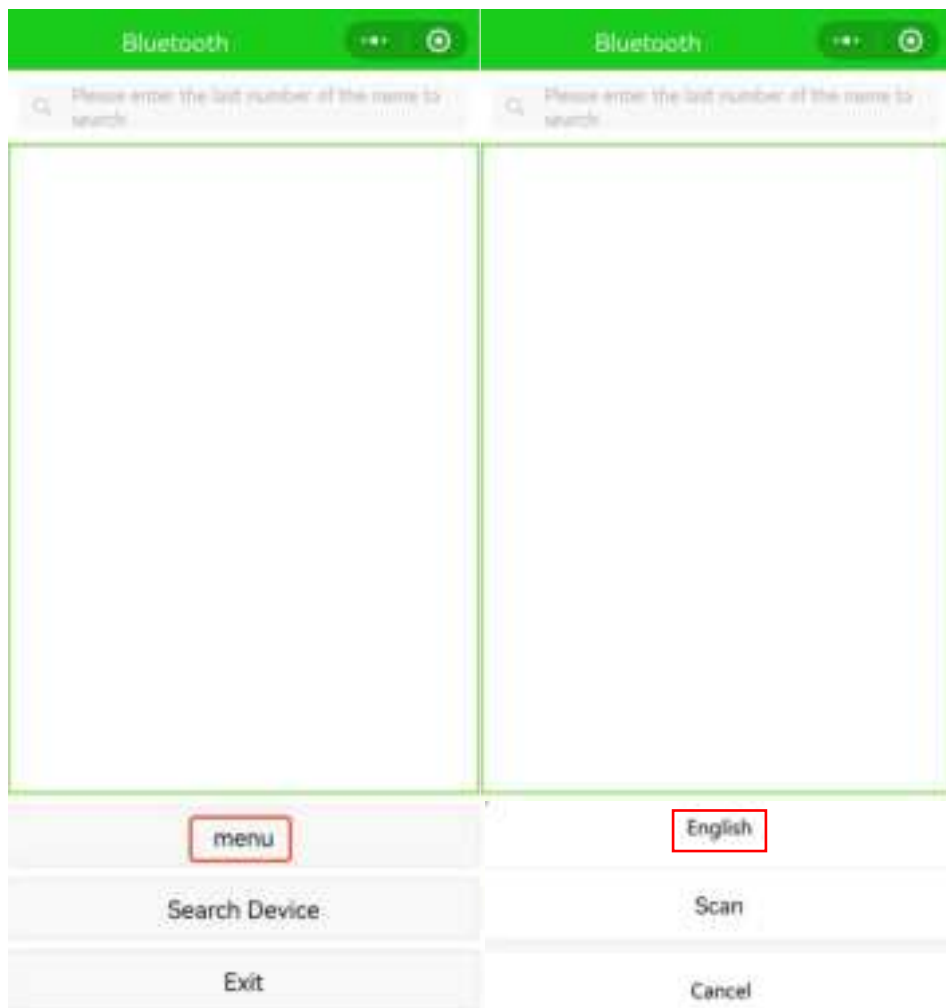 Bluetooth
Please enter the last number of the name to
search
menu
Search Device
Exit
Bluetooth
Please enter the last number of the name to
search
English
Scan
Cancel